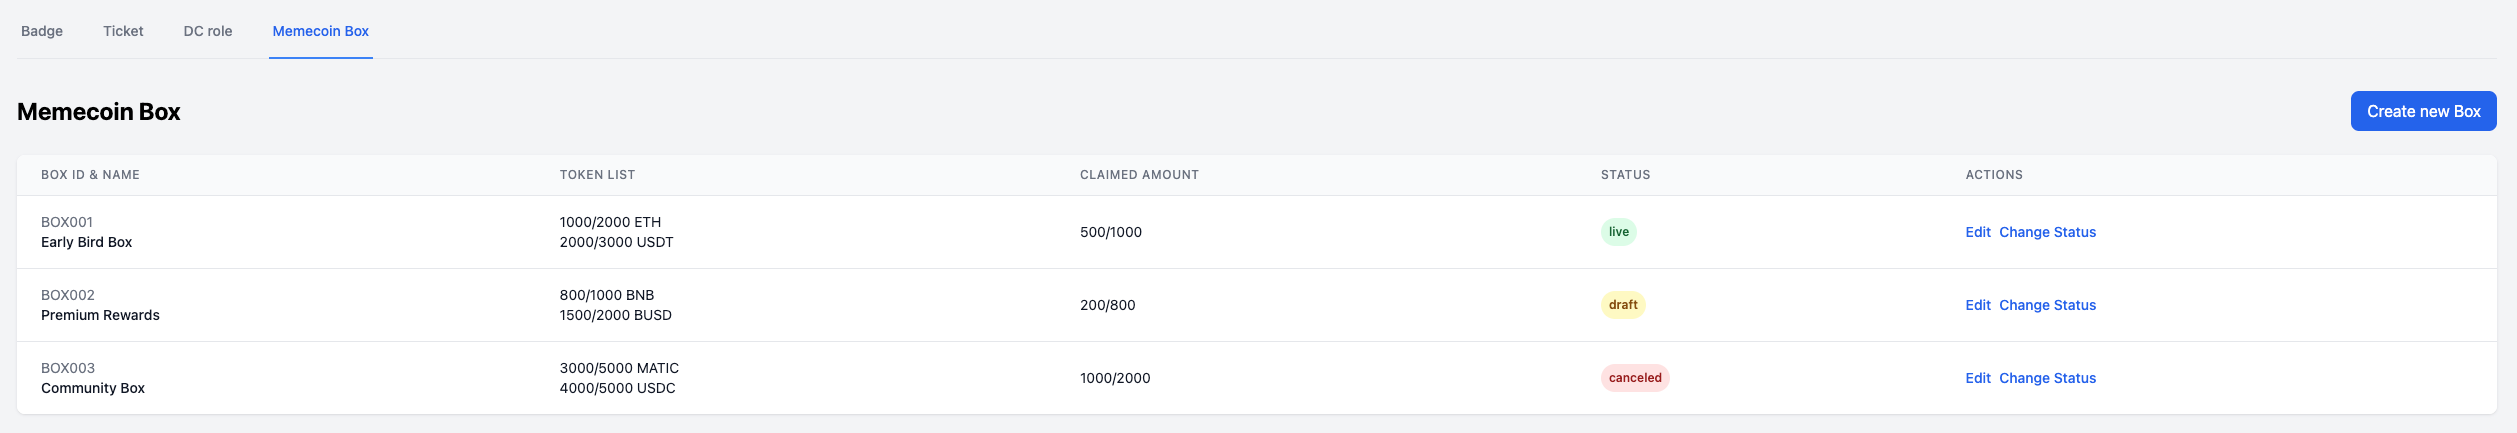 Badge Ticket DC role Memecoin Box
Memecoin Box
Create new Box
BOX ID & NAME TOKEN LIST CLAIMED AMOUNT STATUS ACTIONS
BOX001
Early Bird Box
1000/2000 ETH
2000/3000 USDT
500/1000
live
Edit Change Status
BOX002
Premium Rewards
800/1000 BNB
1500/2000 BUSD
200/800
draft
Edit Change Status
BOX003
Community Box
3000/5000 MATIC
4000/5000 USDC
1000/2000
canceled
Edit Change Status